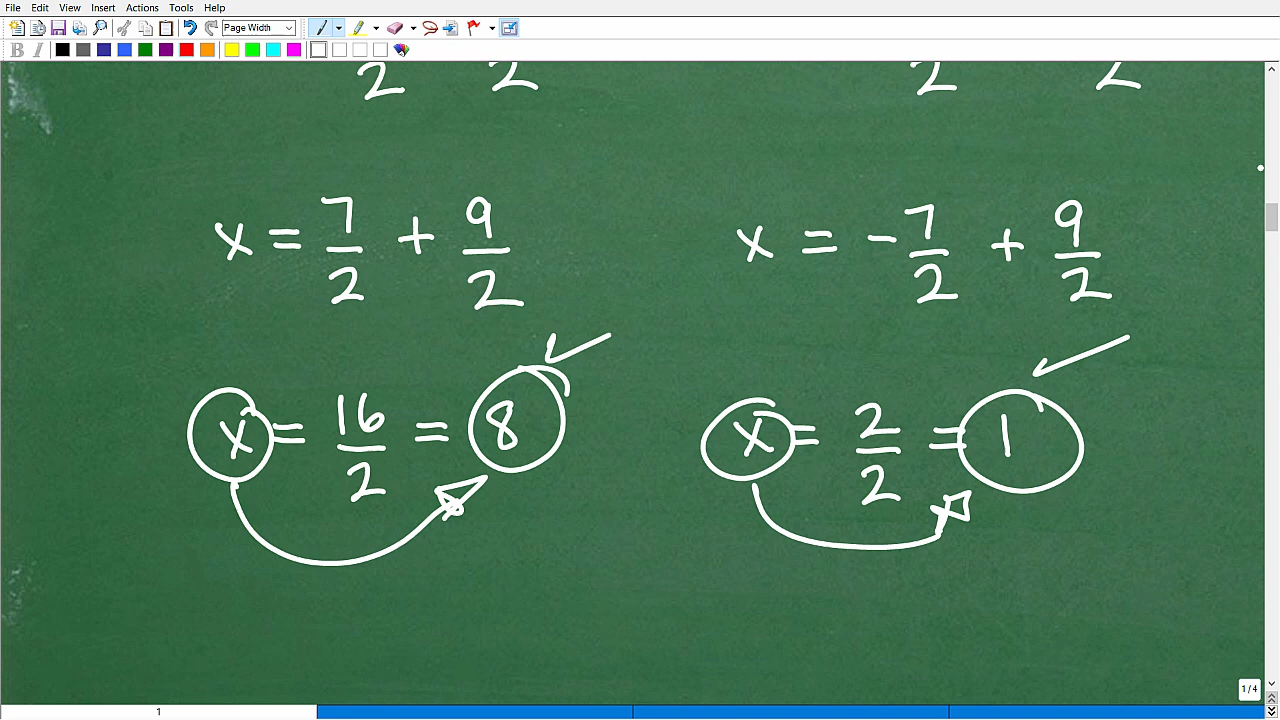 File Edit View Insert Actions Tools Help
Page Width
B I
2 2 2 2
x = 7/2 + 9/2 x = -7/2 + 9/2
x = 16/2 = 8 x = 2/2 = 1
1/4
1